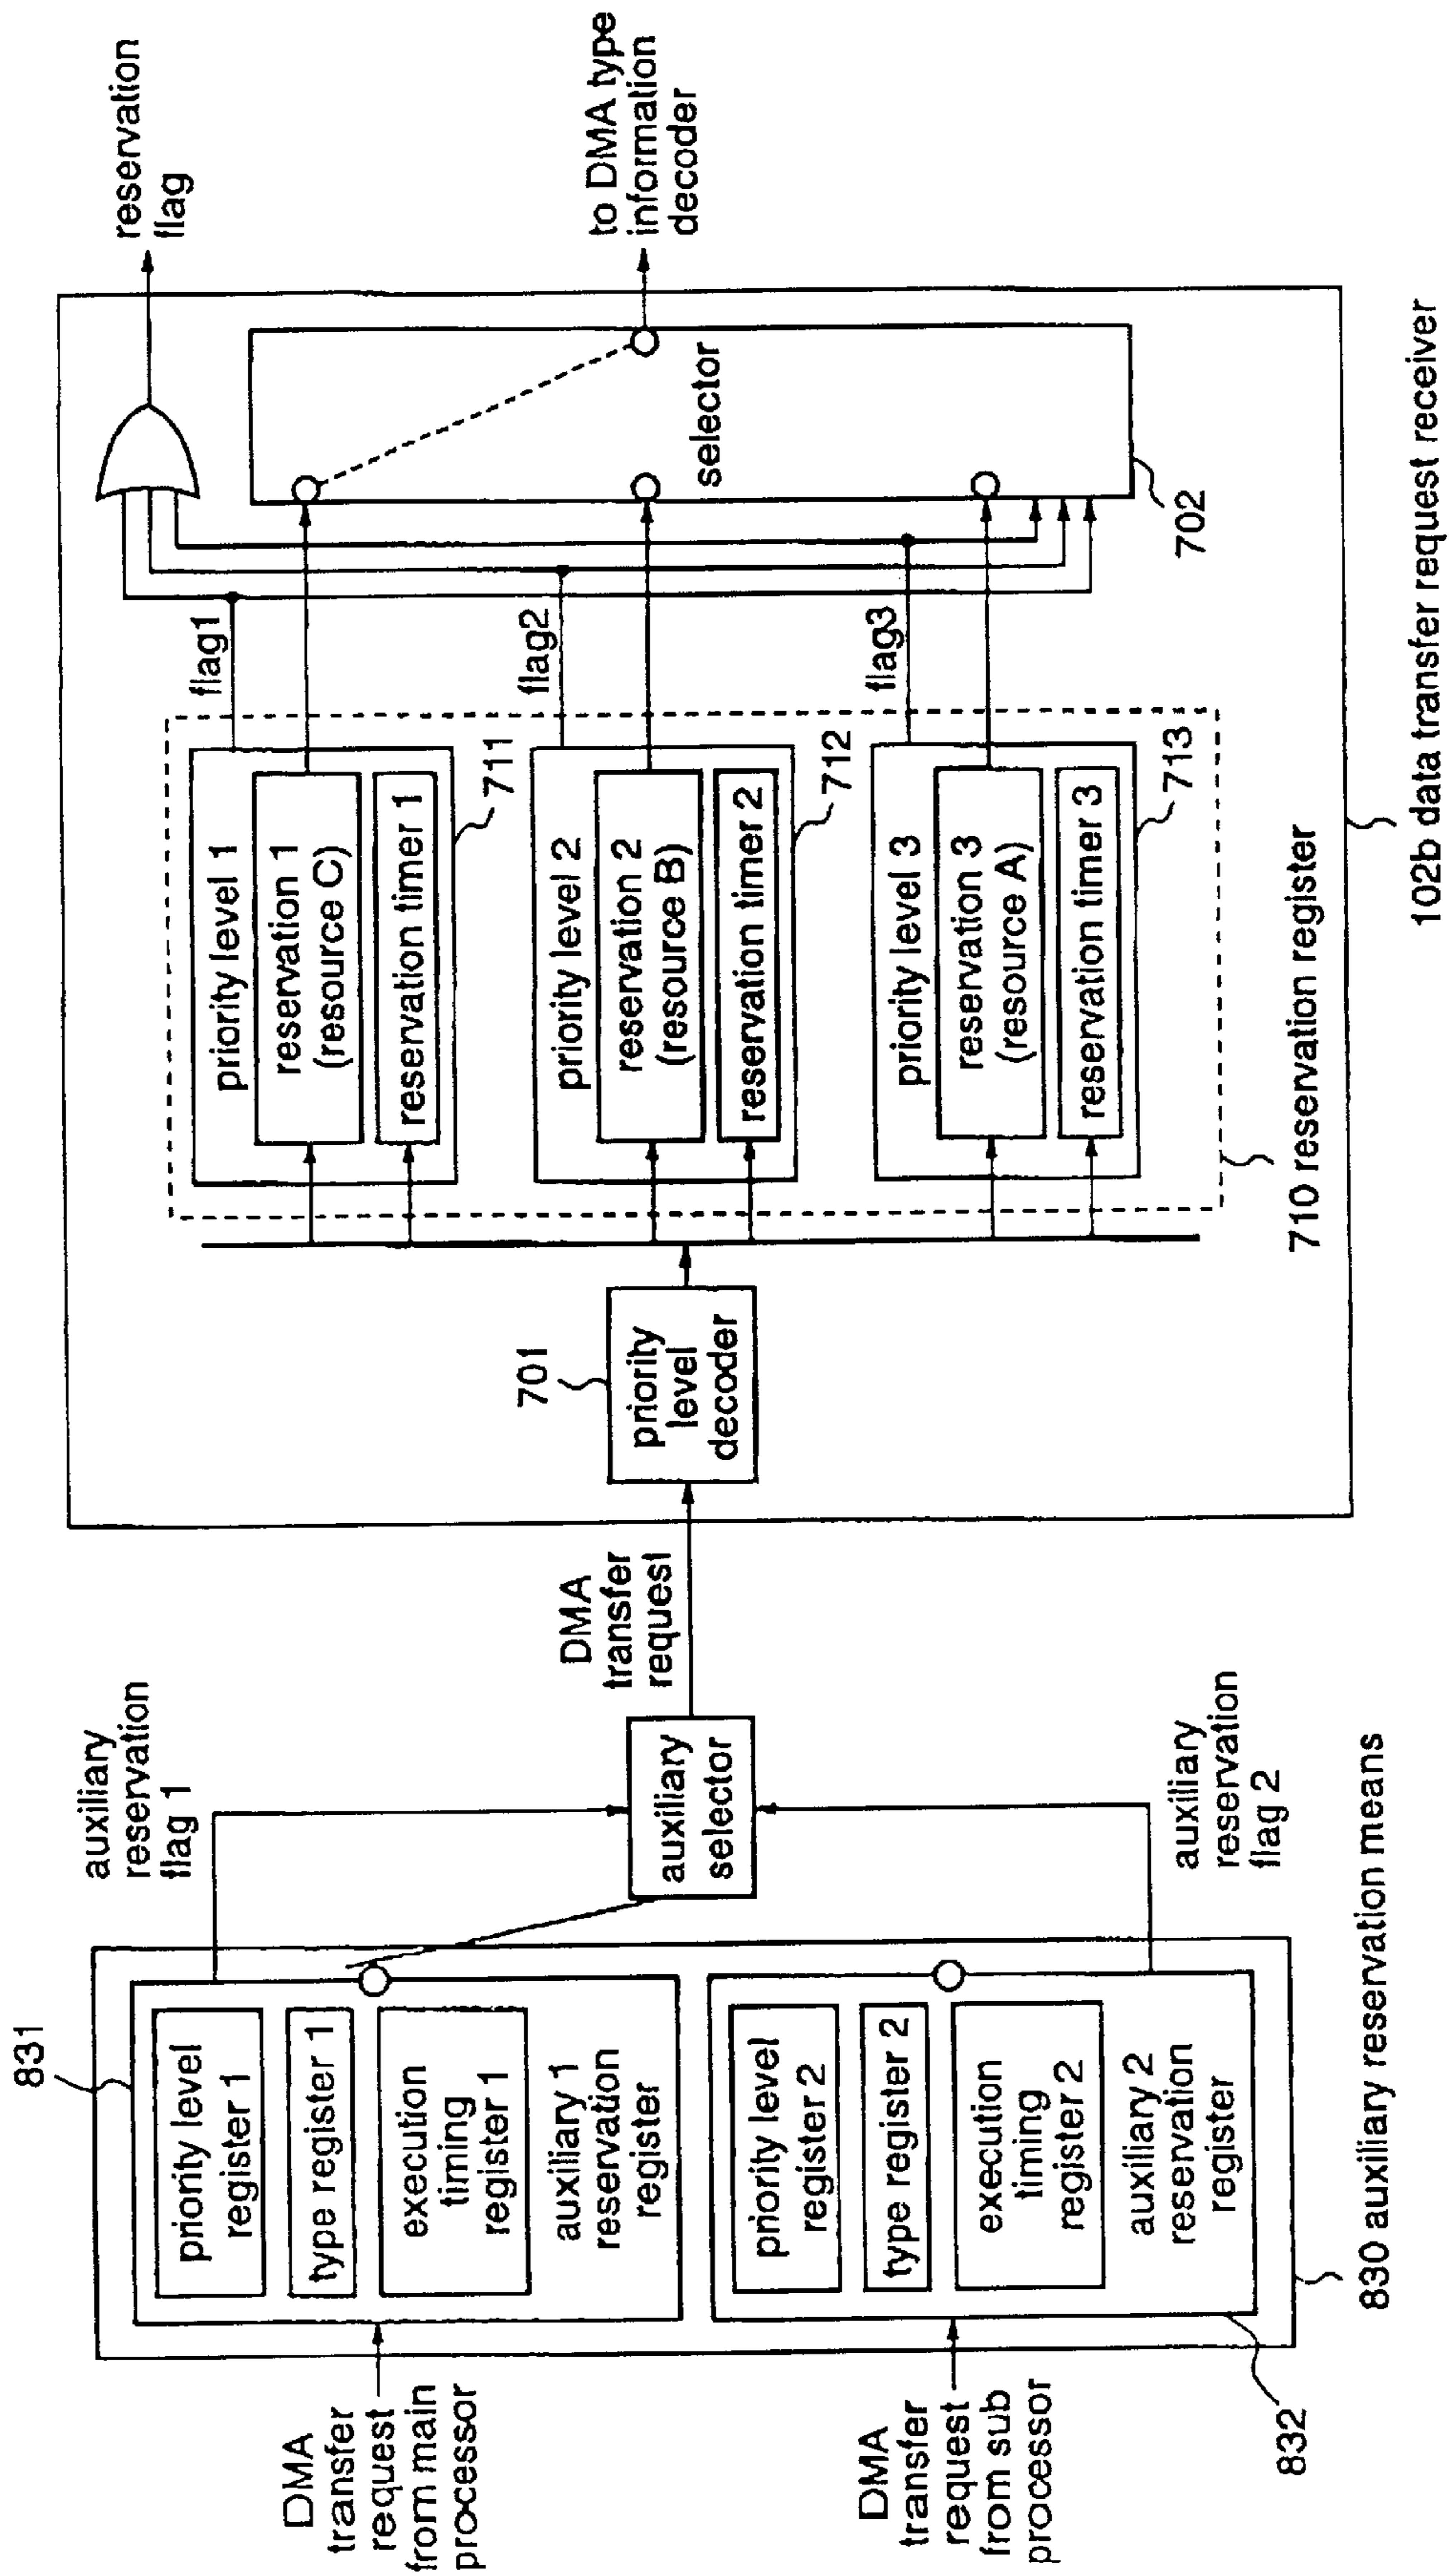 DMA
transfer
request
from main
processor
DMA
transfer
request
from sub
processor
831
priority level
register 1
type register 1
execution
timing
register 1
auxiliary 1
reservation
register
priority level
register 2
type register 2
execution
timing
register 2
auxiliary 2
reservation
register
832
830 auxiliary reservation means
auxiliary
reservation
flag 1
auxiliary
selector
auxiliary
reservation
flag 2
DMA
transfer
request
701
priority
level
decoder
priority level 1
reservation 1
(resource C)
reservation timer 1
711
priority level 2
reservation 2
(resource B)
reservation timer 2
712
priority level 3
reservation 3
(resource A)
reservation timer 3
713
710 reservation register
flag1
flag2
flag3
selector
702
reservation
flag
to DMA type
information
decoder
102b data transfer request receiver